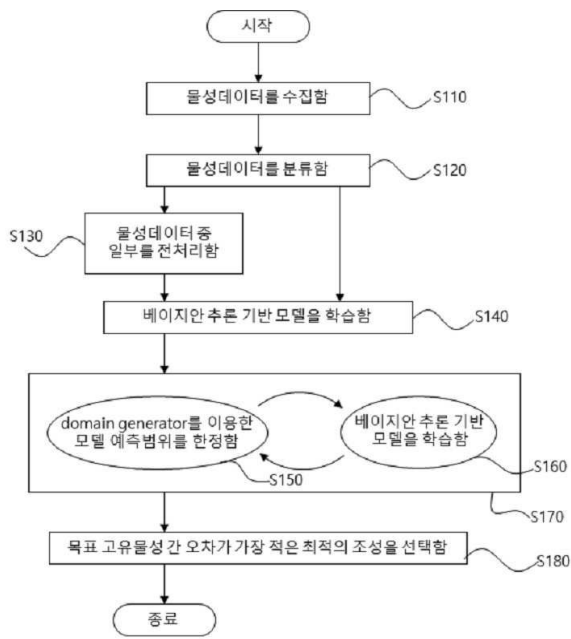 시작
물성데이터를 수집함
S110
물성데이터를 분류함
S120
S130
물성데이터 중
일부를 전처리함
베이지안 추론 기반 모델을 학습함
S140
domain generator를 이용한
모델 예측범위를 한정함
S150
베이지안 추론 기반
모델을 학습함
S160
S170
목표 고유물성 간 오차가 가장 적은 최적의 조성을 선택함
S180
종료